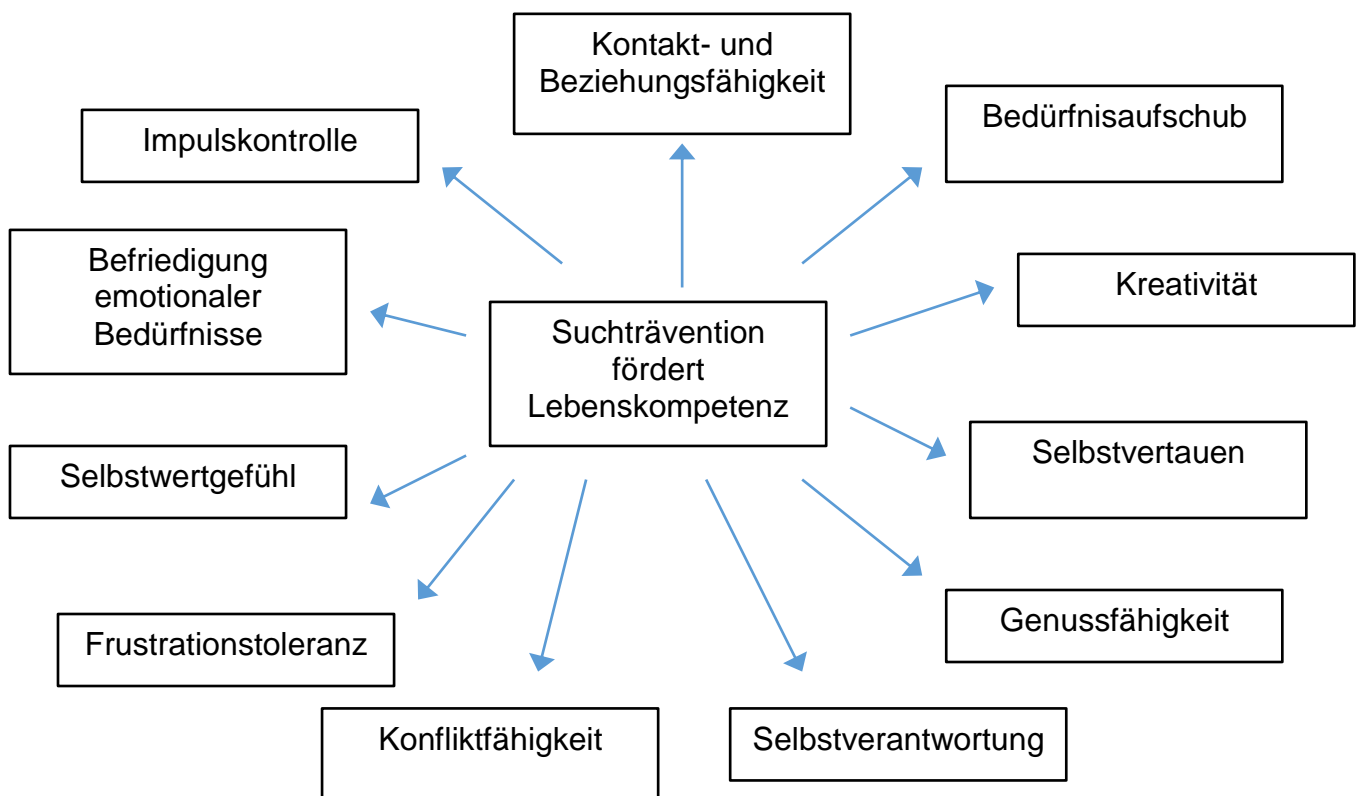 Kontakt- und
Beziehungsfähigkeit
Bedürfnisaufschub
Impulskontrolle
Befriedigung
emotionaler
Bedürfnisse
Kreativität
Suchträvention
fördert
Lebenskompetenz
Selbstvertauen
Selbstwertgefühl
Genussfähigkeit
Frustrationstoleranz
Konfliktfähigkeit
Selbstverantwortung